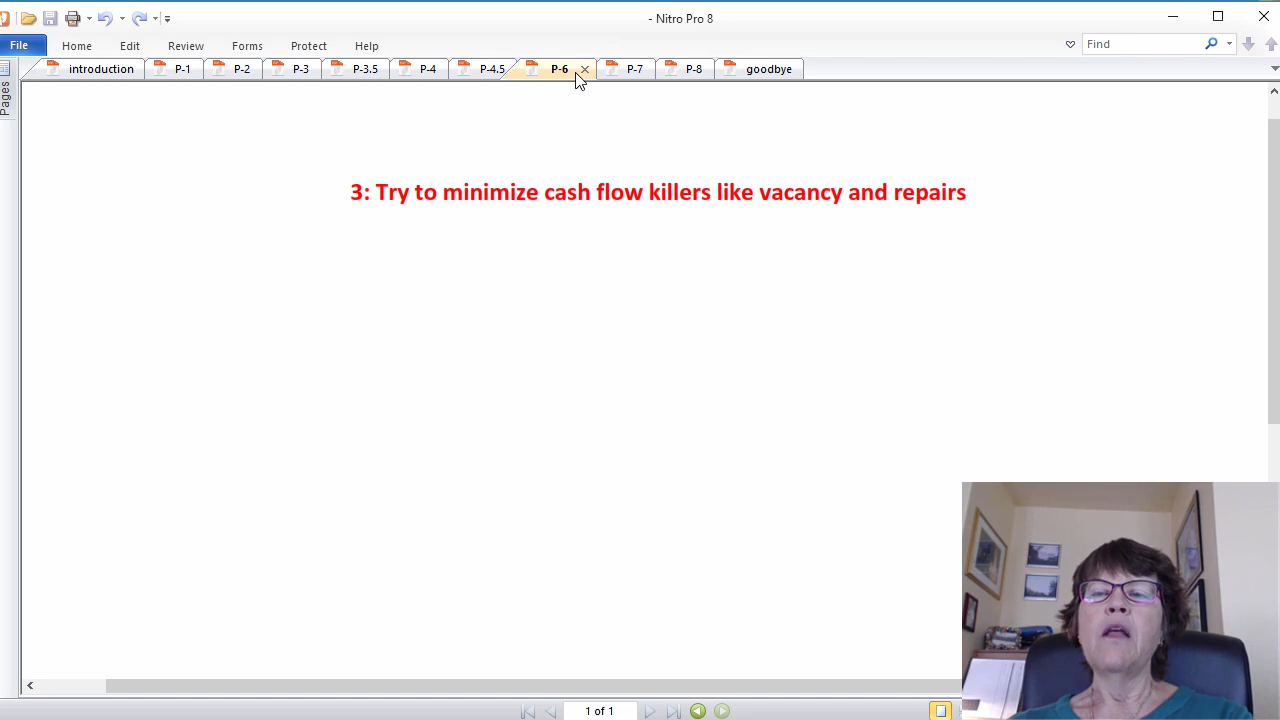 - Nitro Pro 8
File Home Edit Review Forms Protect Help Find
introduction P-1 P-2 P-3 P-3.5 P-4 P-4.5 P-6 P-7 P-8 goodbye
Pages
3: Try to minimize cash flow killers like vacancy and repairs
1 of 1